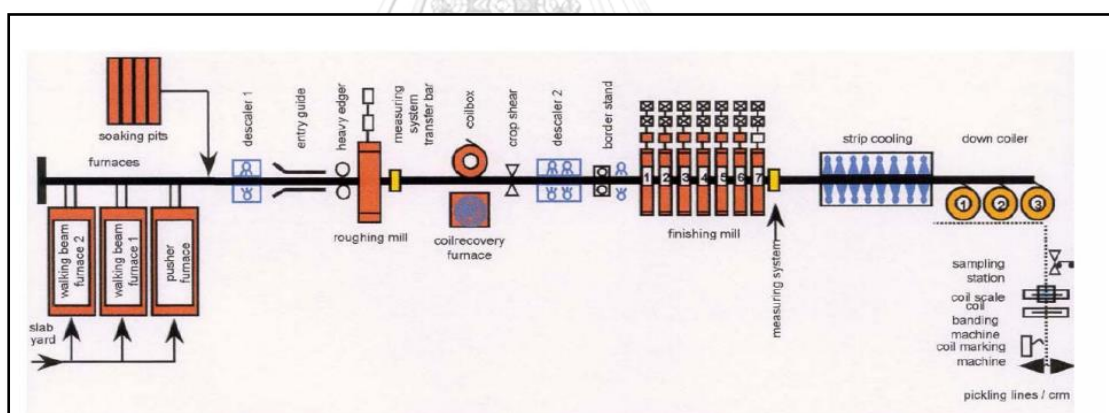 soaking pits
furnaces
walking beam
furnace 2
walking beam
furnace 1
pusher
furnace
slab
yard
descaler 1
entry guide
heavy edger
roughing mill
measuring
system
transfer bar
coilbox
coilrecovery
furnace
crop shear
descaler 2
border stand
1 2 3 4 5 6 7
finishing mill
measuring system
strip cooling
down coiler
1 2 3
sampling
station
coil scale
coil
banding
machine
coil marking
machine
pickling lines / crm